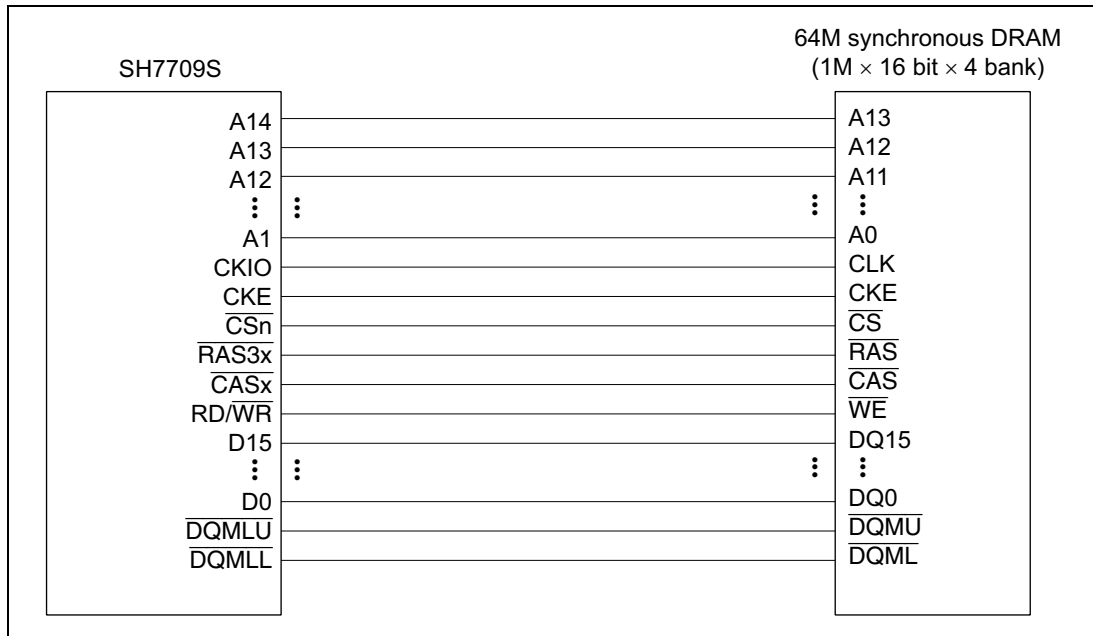 64M synchronous DRAM
(1M × 16 bit × 4 bank)
SH7709S
A14 A13
A13 A12
A12 A11
A1 A0
CKIO CLK
CKE CKE
CSn CS
RAS3x RAS
CASx CAS
RD/WR WE
D15 DQ15
D0 DQ0
DQMLU DQMU
DQMLL DQML